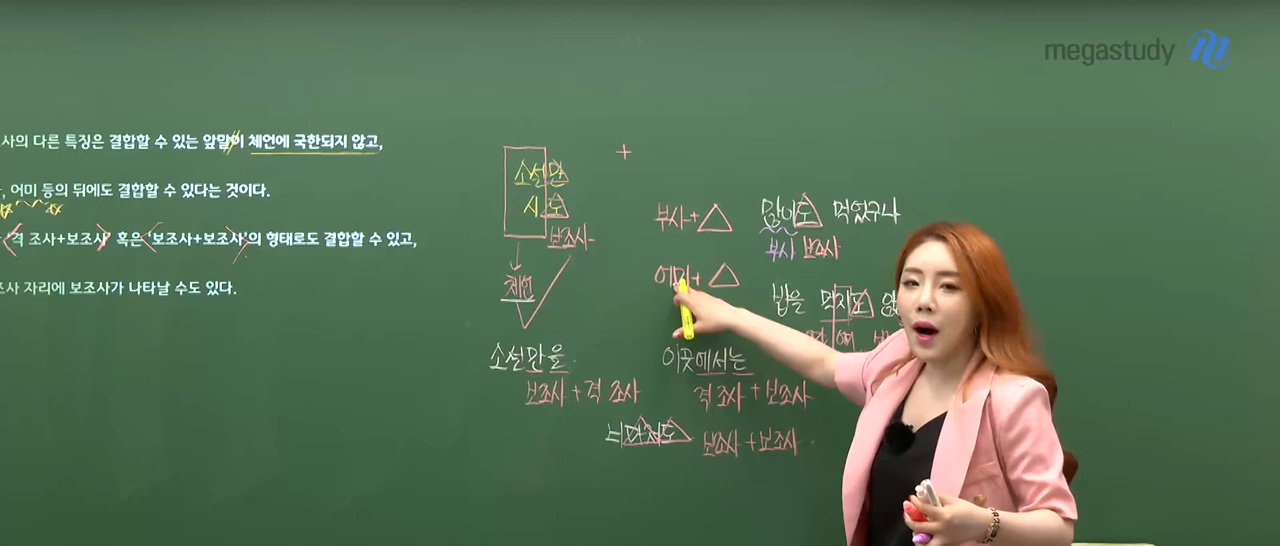 megastudy
사의 다른 특징은 결합할 수 있는 앞말이 체언에 국한되지 않고,
, 어미 등의 뒤에도 결합할 수 있다는 것이다.
'격 조사+보조사' 혹은 '보조사+보조사'의 형태로도 결합할 수 있고,
조사 자리에 보조사가 나타날 수도 있다.
+
소설만
시도
보조사
체언
부사+△
많이도 먹었구나
부사 보조사
어미+△
밥을 먹지도
소설만을
보조사+격 조사
이곳에서는
격 조사+보조사
보조사+보조사